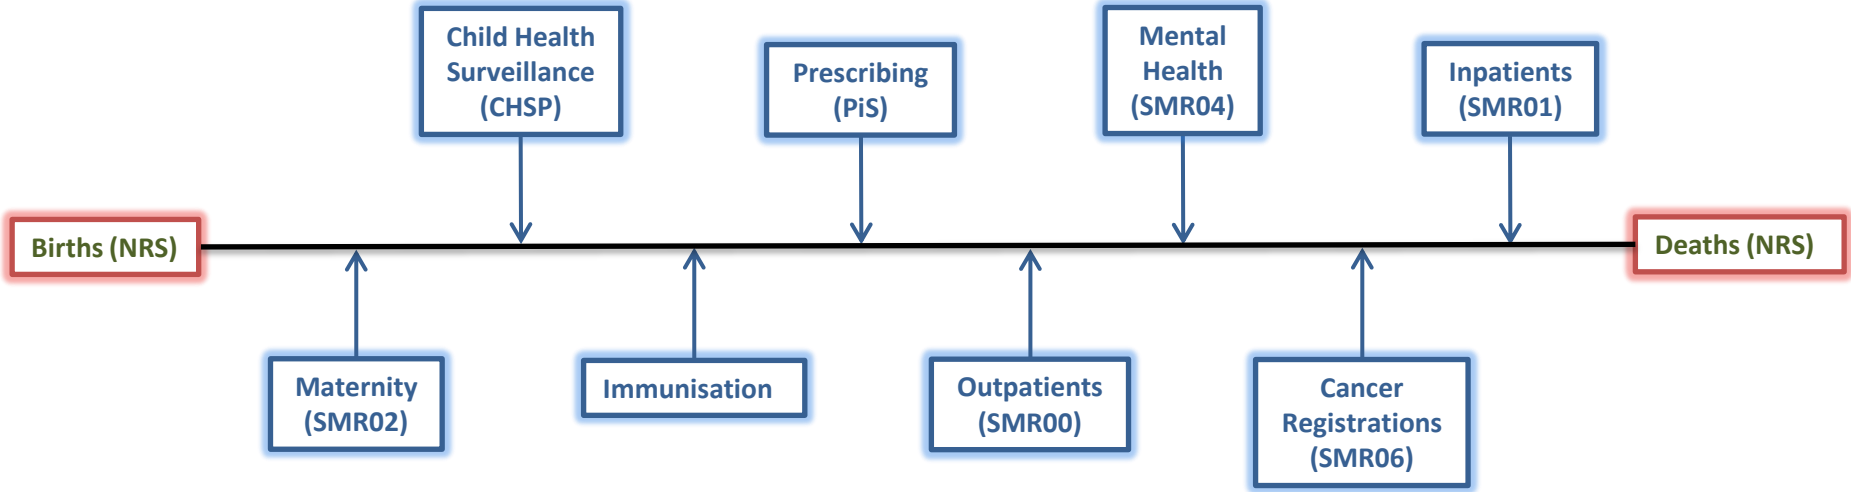 Child Health
Surveillance
(CHSP)
Prescribing
(PiS)
Mental
Health
(SMR04)
Inpatients
(SMR01)
Births (NRS)
Deaths (NRS)
Maternity
(SMR02)
Immunisation
Outpatients
(SMR00)
Cancer
Registrations
(SMR06)